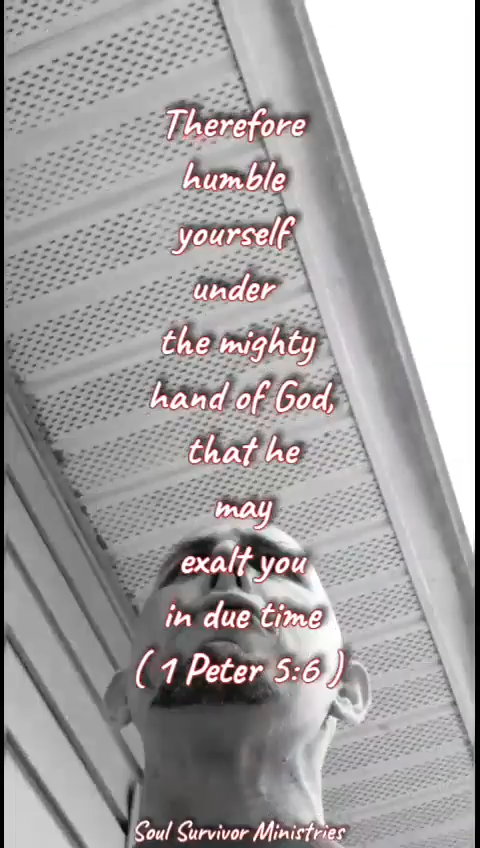 Therefore
humble
yourself
under
the mighty
hand of God,
that he
may
exalt you
in due time
( 1 Peter 5:6 )
Soul Survivor Ministries